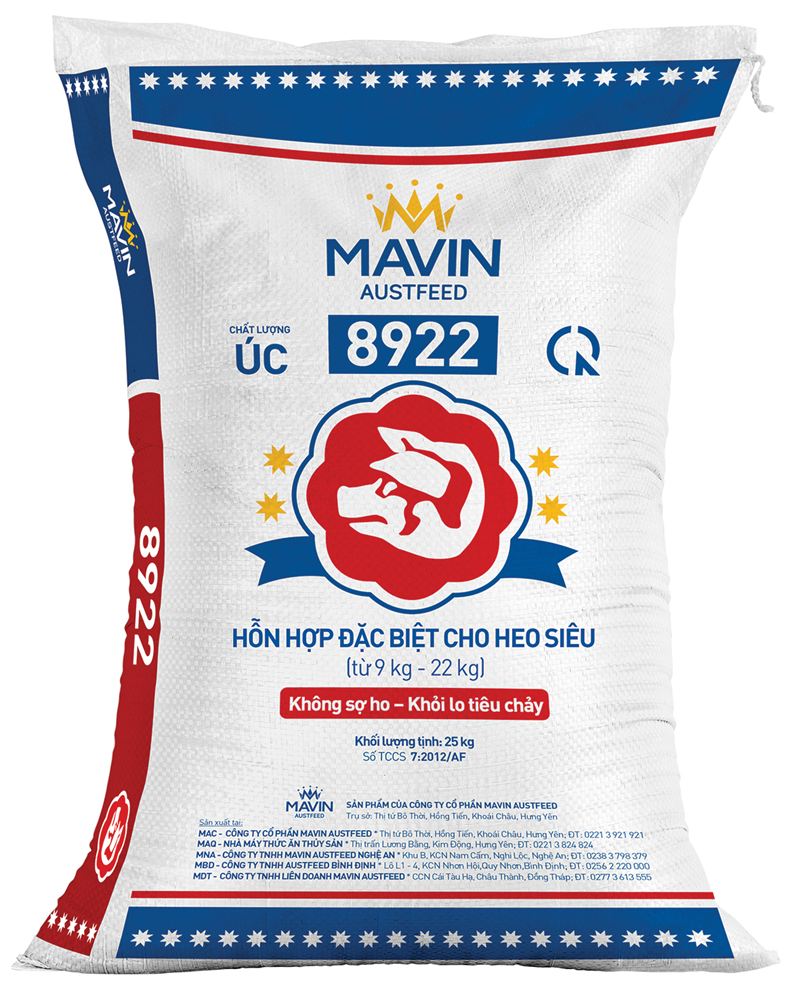 MAVIN
AUSTFEED
8922
MAVIN
AUSTFEED
CHẤT LƯỢNG
ÚC
8922
HỖN HỢP ĐẶC BIỆT CHO HEO SIÊU
(từ 9 kg - 22 kg)
Không sợ ho – Khỏi lo tiêu chảy
Khối lượng tịnh: 25 kg
Số TCCS 7:2012/AF
MAVIN
AUSTFEED
SẢN PHẨM CỦA CÔNG TY CỔ PHẦN MAVIN AUSTFEED
Trụ sở: Thị tứ Bô Thời, Hồng Tiến, Khoái Châu, Hưng Yên
Sản xuất tại:
MAC - CÔNG TY CỔ PHẦN MAVIN AUSTFEED * Thị tứ Bô Thời, Hồng Tiến, Khoái Châu, Hưng Yên; ĐT: 0221 3 921 921
MAQ - NHÀ MÁY THỨC ĂN THỦY SẢN * Thị trấn Lương Bằng, Kim Động, Hưng Yên; ĐT: 0221 3 824 824
MNA - CÔNG TY TNHH MAVIN AUSTFEED NGHỆ AN * Khu B, KCN Nam Cấm, Nghi Lộc, Nghệ An; ĐT: 0238 3 798 379
MBD - CÔNG TY TNHH AUSTFEED BÌNH ĐỊNH * Lô L1 - 4, KCN Nhơn Hội, Quy Nhơn, Bình Định; ĐT: 0256 2 220 000
MDT - CÔNG TY TNHH LIÊN DOANH MAVIN AUSTFEED * CCN Cái Tàu Hạ, Châu Thành, Đồng Tháp; ĐT: 0277 3 613 555